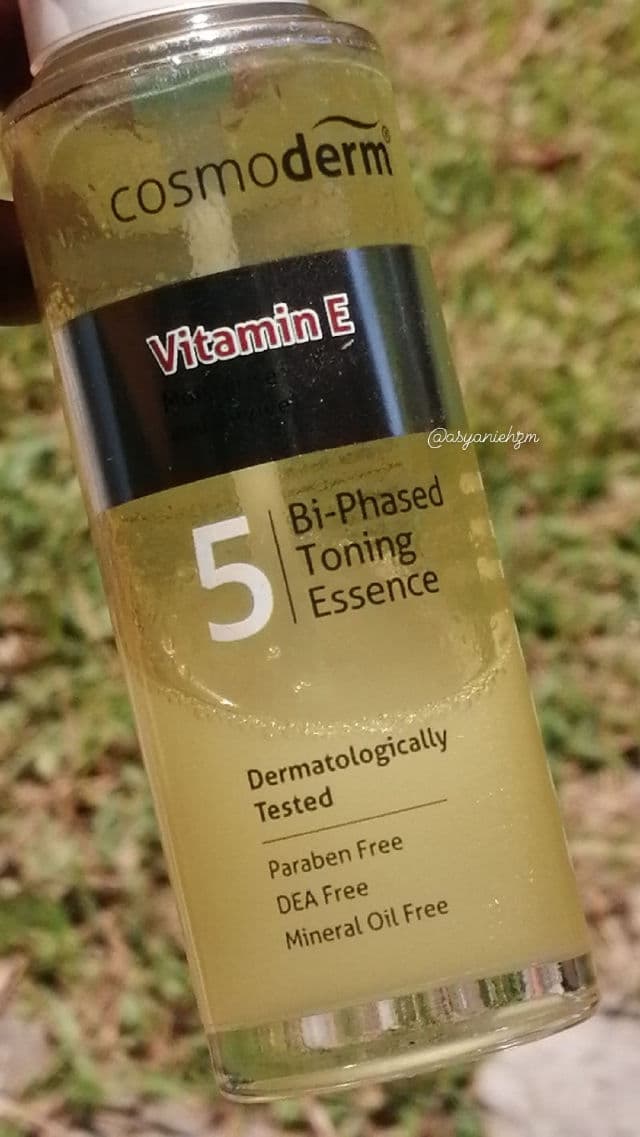 cosmoderm®
Vitamin E
@asyaniehzm
5
Bi-Phased
Toning
Essence
Dermatologically
Tested
Paraben Free
DEA Free
Mineral Oil Free